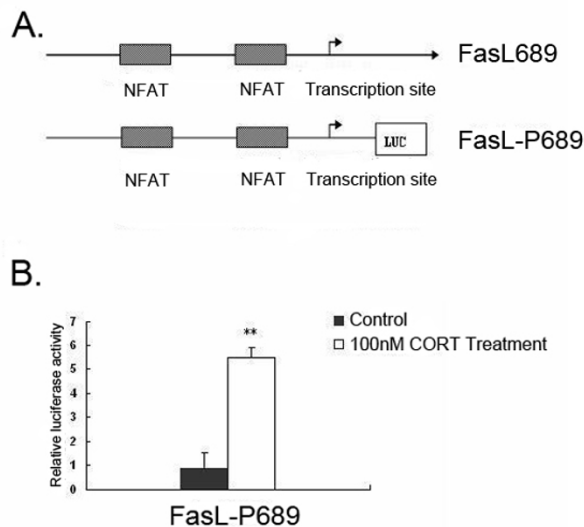 A.
FasL689
NFAT NFAT Transcription site
LUC
FasL-P689
NFAT NFAT Transcription site
B.
Control
100nM CORT Treatment
Relative luciferase activity
7
6
5
4
3
2
1
0
**
FasL-P689